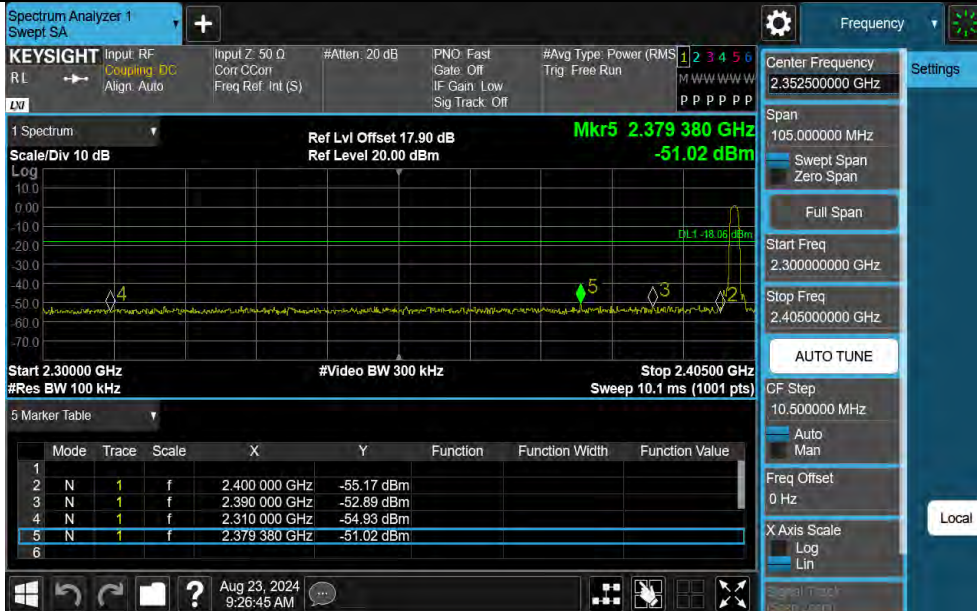 Spectrum Analyzer 1
Swept SA
Frequency
KEYSIGHT Input: RF Input Z: 50 Ω #Atten: 20 dB PNO: Fast #Avg Type: Power (RMS 1 2 3 4 5 6
RL Coupling: DC Corr CCorr Gate: Off Trig: Free Run M W W W W W
Align: Auto Freq Ref: Int (S) IF Gain: Low
LXI Sig Track: Off P P P P P P
1 Spectrum Ref Lvl Offset 17.90 dB Mkr5 2.379 380 GHz
Scale/Div 10 dB Ref Level 20.00 dBm -51.02 dBm
Log
10.0
0.00
-10.0
DL1 -18.06 dBm
-20.0
-30.0
-40.0
4 5 3 2
-50.0
-60.0
-70.0
Start 2.30000 GHz #Video BW 300 kHz Stop 2.40500 GHz
#Res BW 100 kHz Sweep 10.1 ms (1001 pts)
5 Marker Table
Mode Trace Scale X Y Function Function Width Function Value
1
2 N 1 f 2.400 000 GHz -55.17 dBm
3 N 1 f 2.390 000 GHz -52.89 dBm
4 N 1 f 2.310 000 GHz -54.93 dBm
5 N 1 f 2.379 380 GHz -51.02 dBm
6
?
Aug 23, 2024
9:26:45 AM
Center Frequency
2.352500000 GHz
Settings
Span
105.000000 MHz
Swept Span
Zero Span
Full Span
Start Freq
2.300000000 GHz
Stop Freq
2.405000000 GHz
AUTO TUNE
CF Step
10.500000 MHz
Auto
Man
Freq Offset
0 Hz
Local
X Axis Scale
Log
Lin
Signal Track